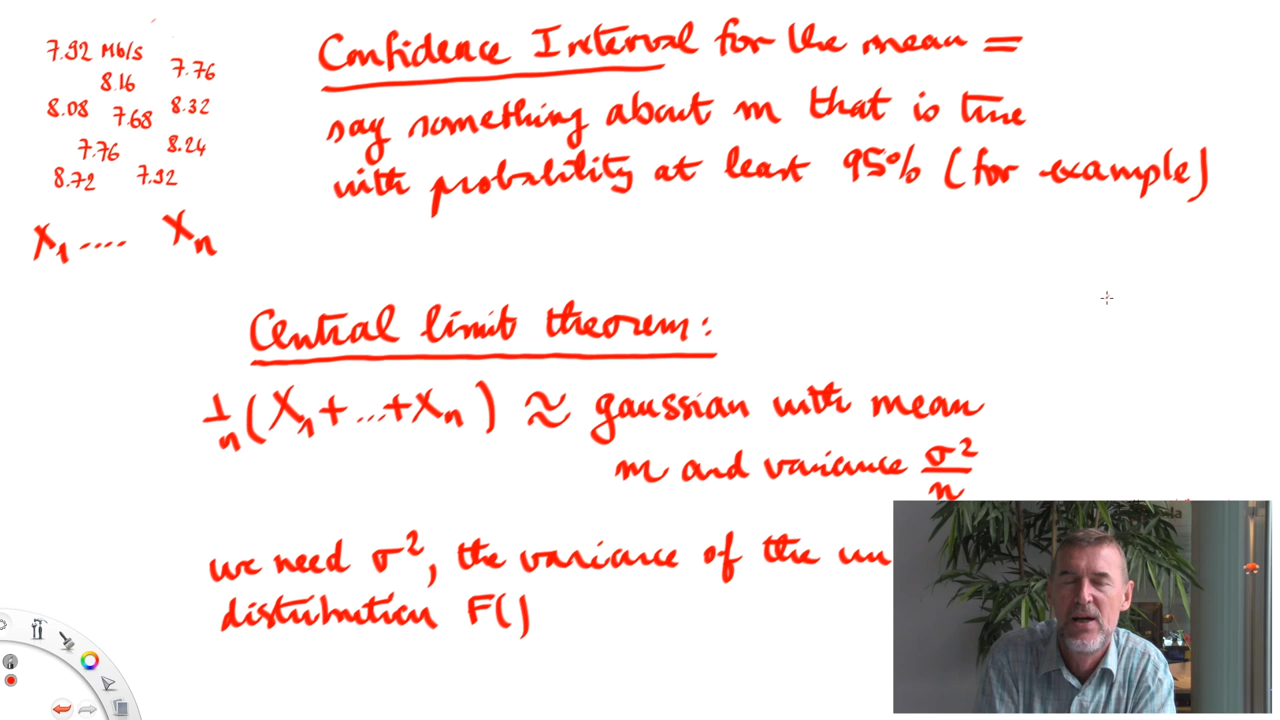 7.92 Mb/s
7.76
8.16
8.08
7.68
8.32
7.76
8.24
8.72
7.92
X₁ .... Xₙ
Confidence Interval for the mean =
say something about m that is true
with probability at least 95% (for example)
Central limit theorem:
1/n (X₁ + ... + Xₙ) ≈ gaussian with mean
m and variance σ²/n
we need σ², the variance of the un
distribution F()